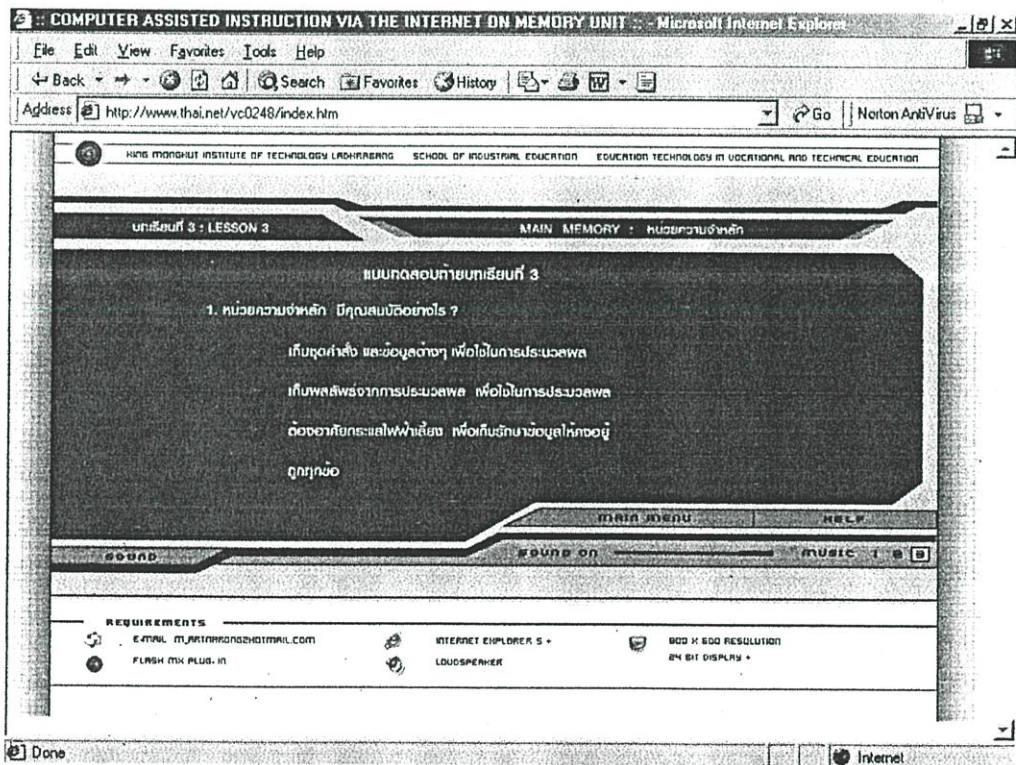 :: COMPUTER ASSISTED INSTRUCTION VIA THE INTERNET ON MEMORY UNIT :: - Microsoft Internet Explorer
File Edit View Favorites Tools Help
Back Search Favorites History
Address http://www.thai.net/vc0248/index.htm Go Norton AntiVirus
KING MONGKUT INSTITUTE OF TECHNOLOGY LADKRABANG SCHOOL OF INDUSTRIAL EDUCATION EDUCATION TECHNOLOGY IN VOCATIONAL AND TECHNICAL EDUCATION
บทเรียนที่ 3 : LESSON 3 MAIN MEMORY : หน่วยความจำหลัก
แบบทดสอบท้ายบทเรียนที่ 3
1. หน่วยความจำหลัก มีคุณสมบัติอย่างไร ?
เก็บชุดคำสั่ง และข้อมูลต่างๆ เพื่อใช้ในการประมวลผล
เก็บผลลัพธ์จากการประมวลผล เพื่อใช้ในการประมวลผล
ต้องอาศัยกระแสไฟฟ้าเลี้ยง เพื่อเก็บรักษาข้อมูลให้คงอยู่
ถูกทุกข้อ
MAIN MENU HELP
SOUND SOUND ON MUSIC 1 2 3
REQUIREMENTS
E-MAIL INTERNET EXPLORER 5 + 800 X 600 RESOLUTION
FLASH MX PLUG-IN LOUDSPEAKER 24 BIT DISPLAY +
Done Internet